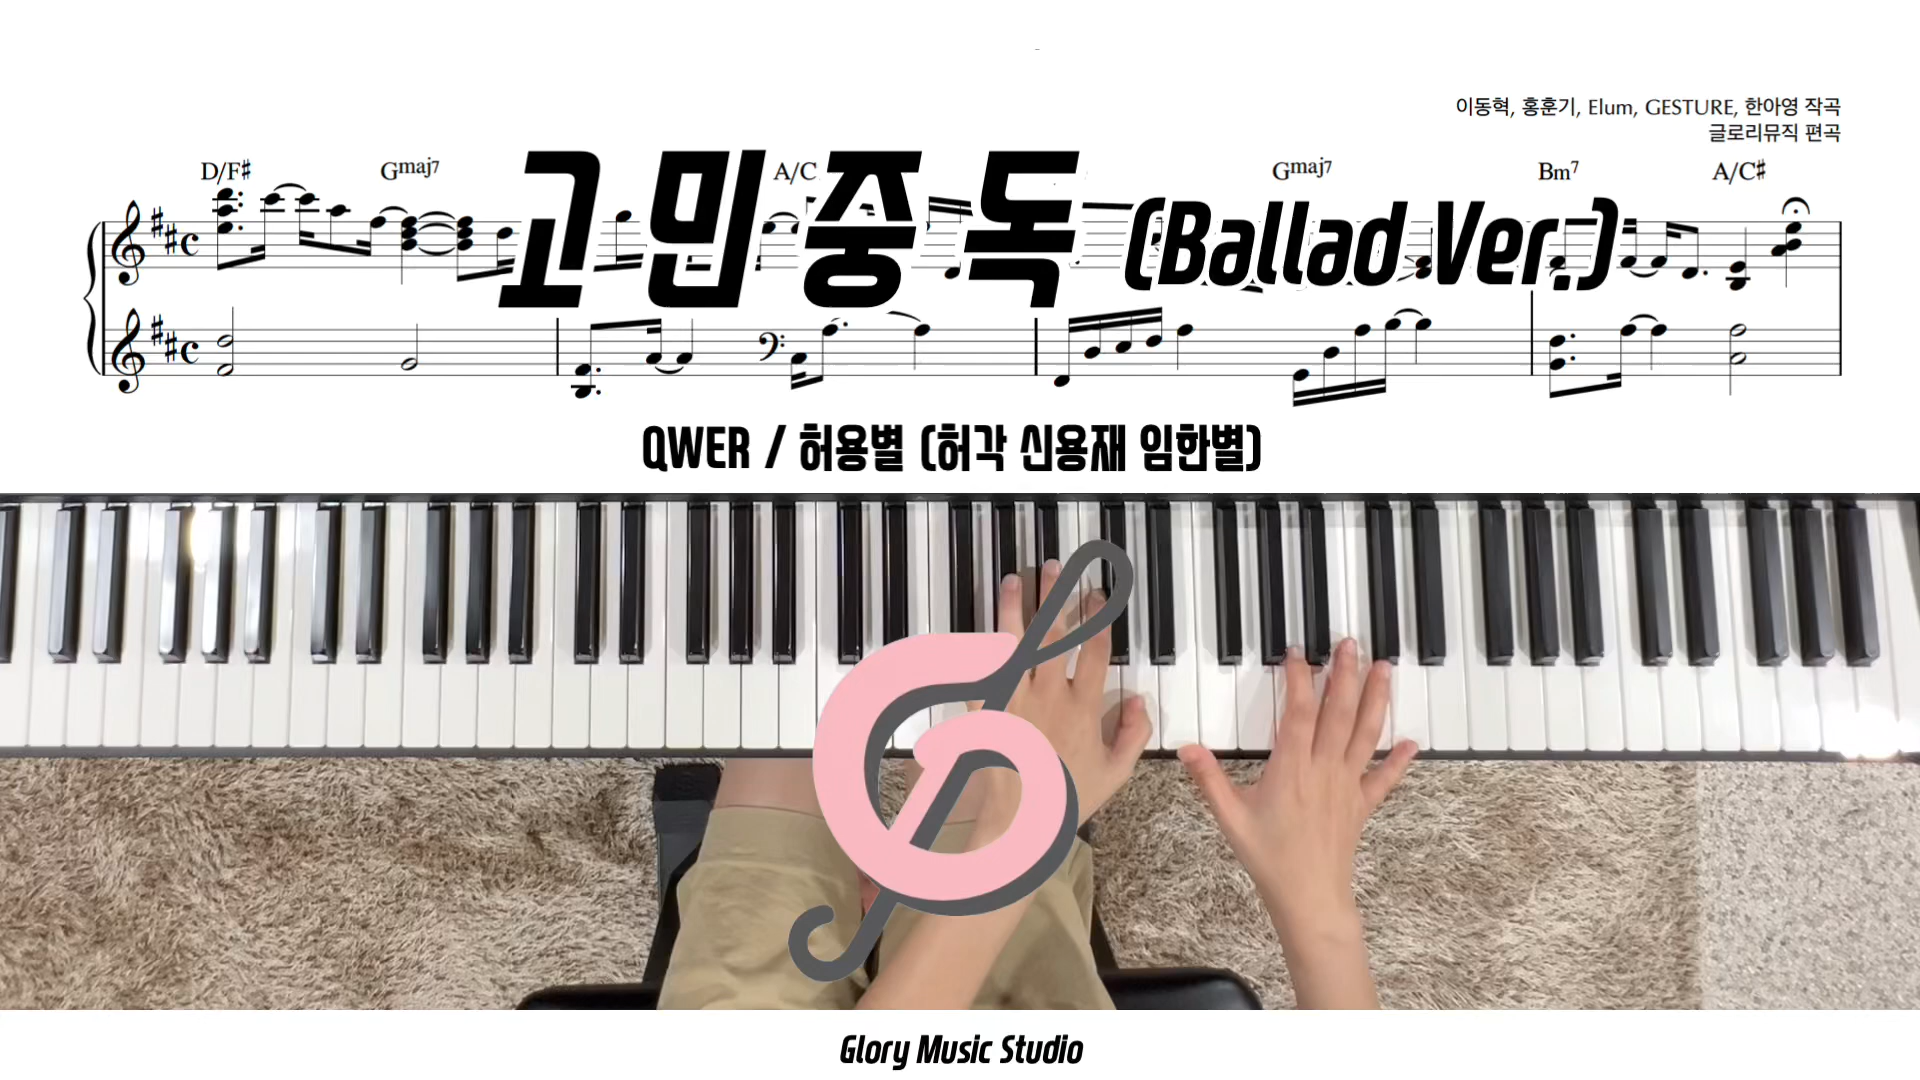 이동혁, 홍훈기, Elum, GESTURE, 한아영 작곡
글로리뮤직 편곡
D/F♯ Gmaj7 A/C Gmaj7 Bm7 A/C♯
고민중독 (Ballad Ver.)
QWER / 허용별 (허각 신용재 임한별)
Glory Music Studio